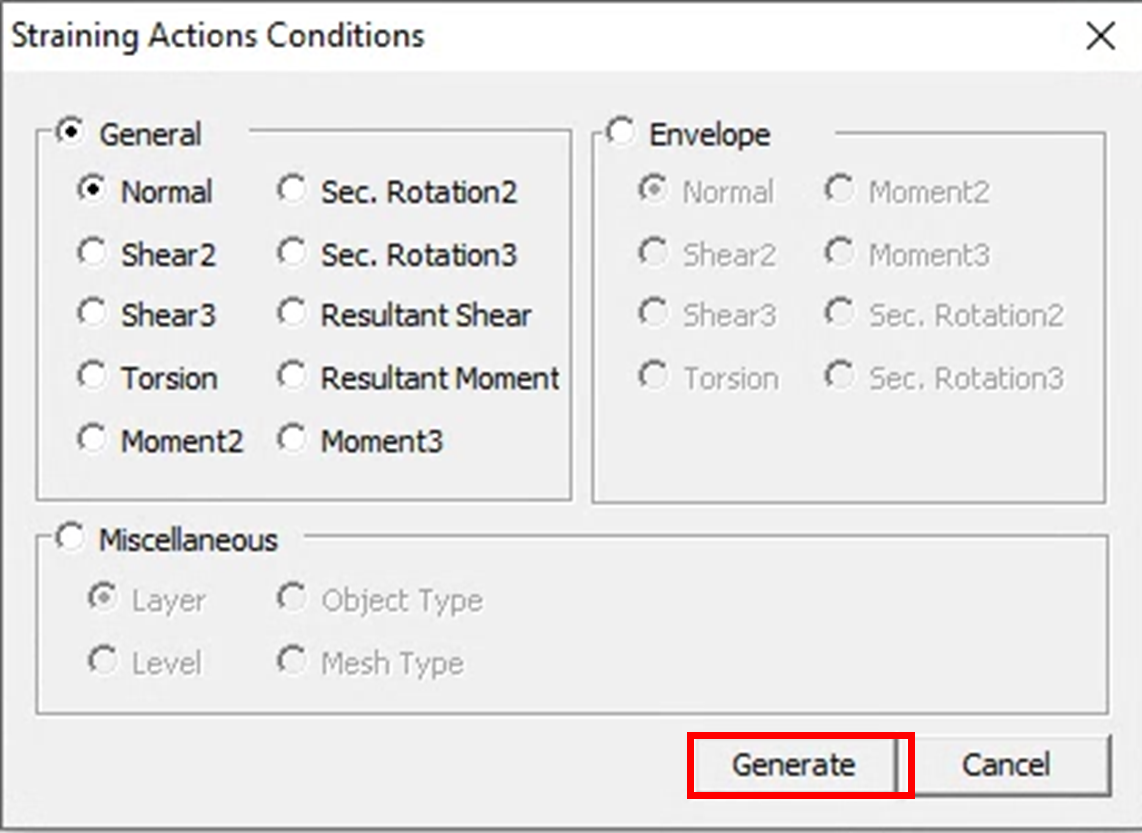 Straining Actions Conditions
General
Normal Sec. Rotation2
Shear2 Sec. Rotation3
Shear3 Resultant Shear
Torsion Resultant Moment
Moment2 Moment3
Envelope
Normal Moment2
Shear2 Moment3
Shear3 Sec. Rotation2
Torsion Sec. Rotation3
Miscellaneous
Layer Object Type
Level Mesh Type
Generate Cancel